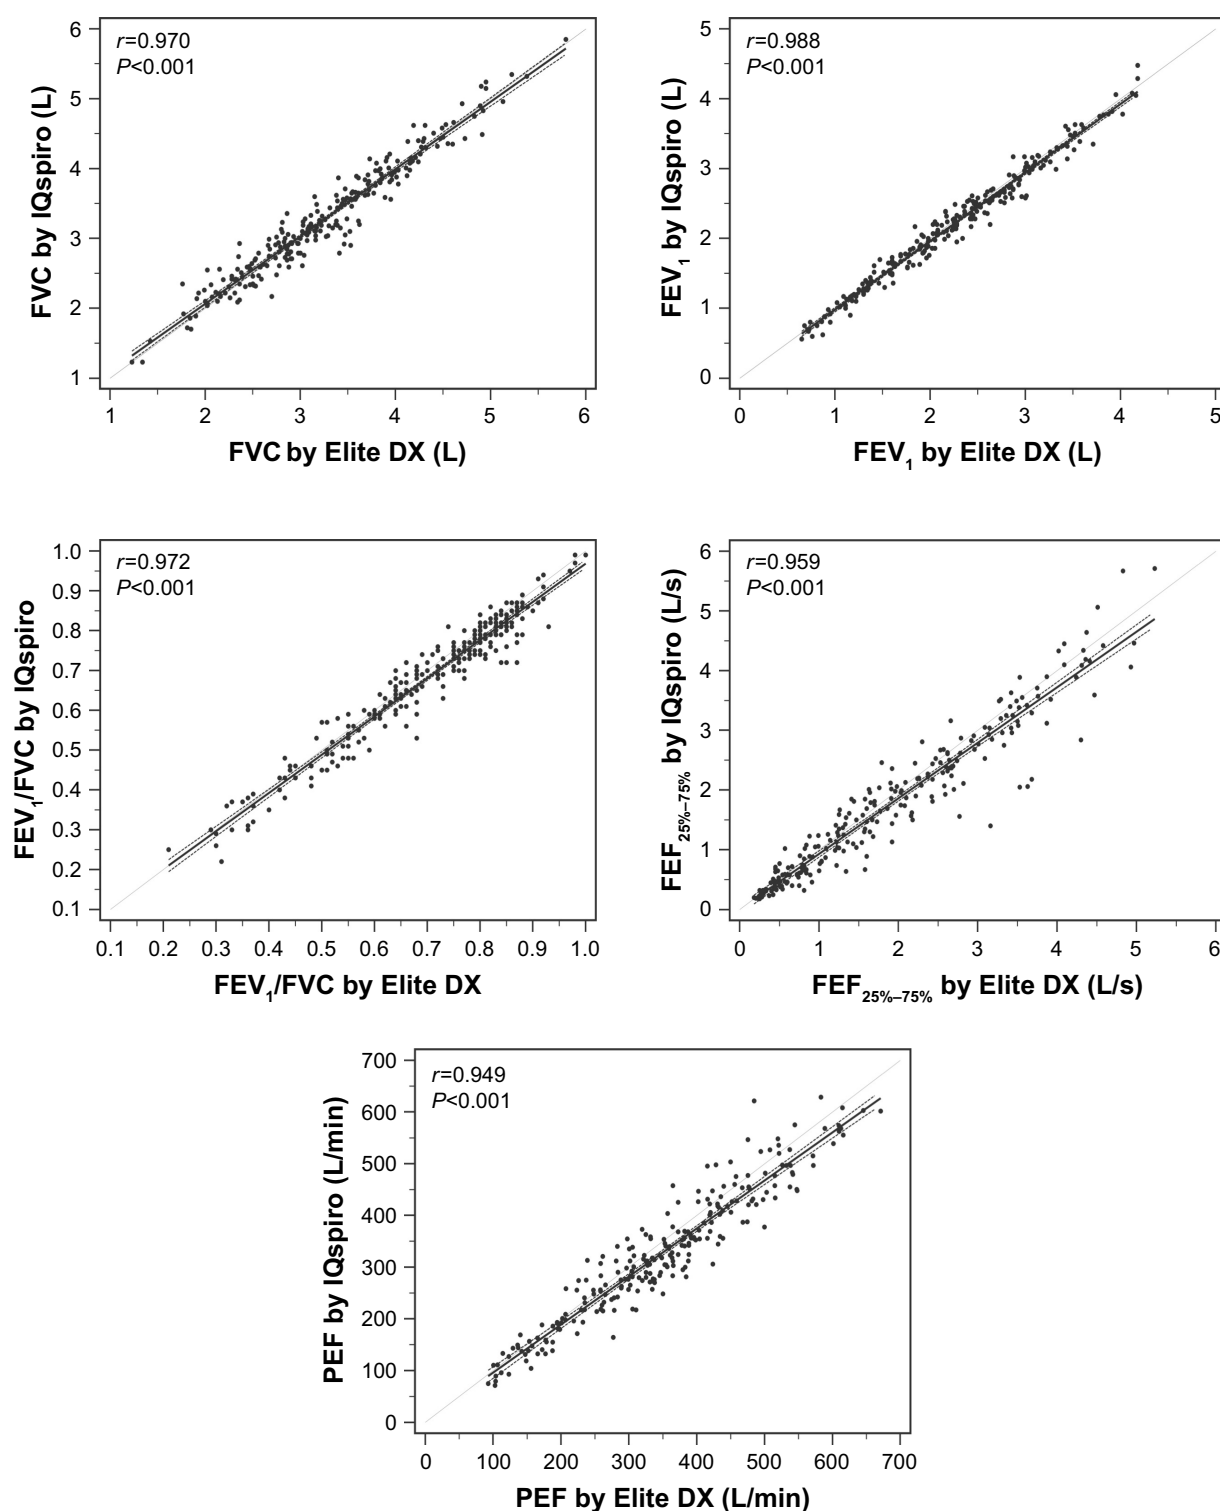 r=0.970
P<0.001
6
5
4
3
2
1
FVC by IQspiro (L)
1 2 3 4 5 6
FVC by Elite DX (L)
r=0.988
P<0.001
5
4
3
2
1
0
FEV1 by IQspiro (L)
0 1 2 3 4 5
FEV1 by Elite DX (L)
r=0.972
P<0.001
1.0
0.9
0.8
0.7
0.6
0.5
0.4
0.3
0.2
0.1
FEV1/FVC by IQspiro
0.1 0.2 0.3 0.4 0.5 0.6 0.7 0.8 0.9 1.0
FEV1/FVC by Elite DX
r=0.959
P<0.001
6
5
4
3
2
1
0
FEF25%–75% by IQspiro (L/s)
0 1 2 3 4 5 6
FEF25%–75% by Elite DX (L/s)
r=0.949
P<0.001
700
600
500
400
300
200
100
0
PEF by IQspiro (L/min)
0 100 200 300 400 500 600 700
PEF by Elite DX (L/min)